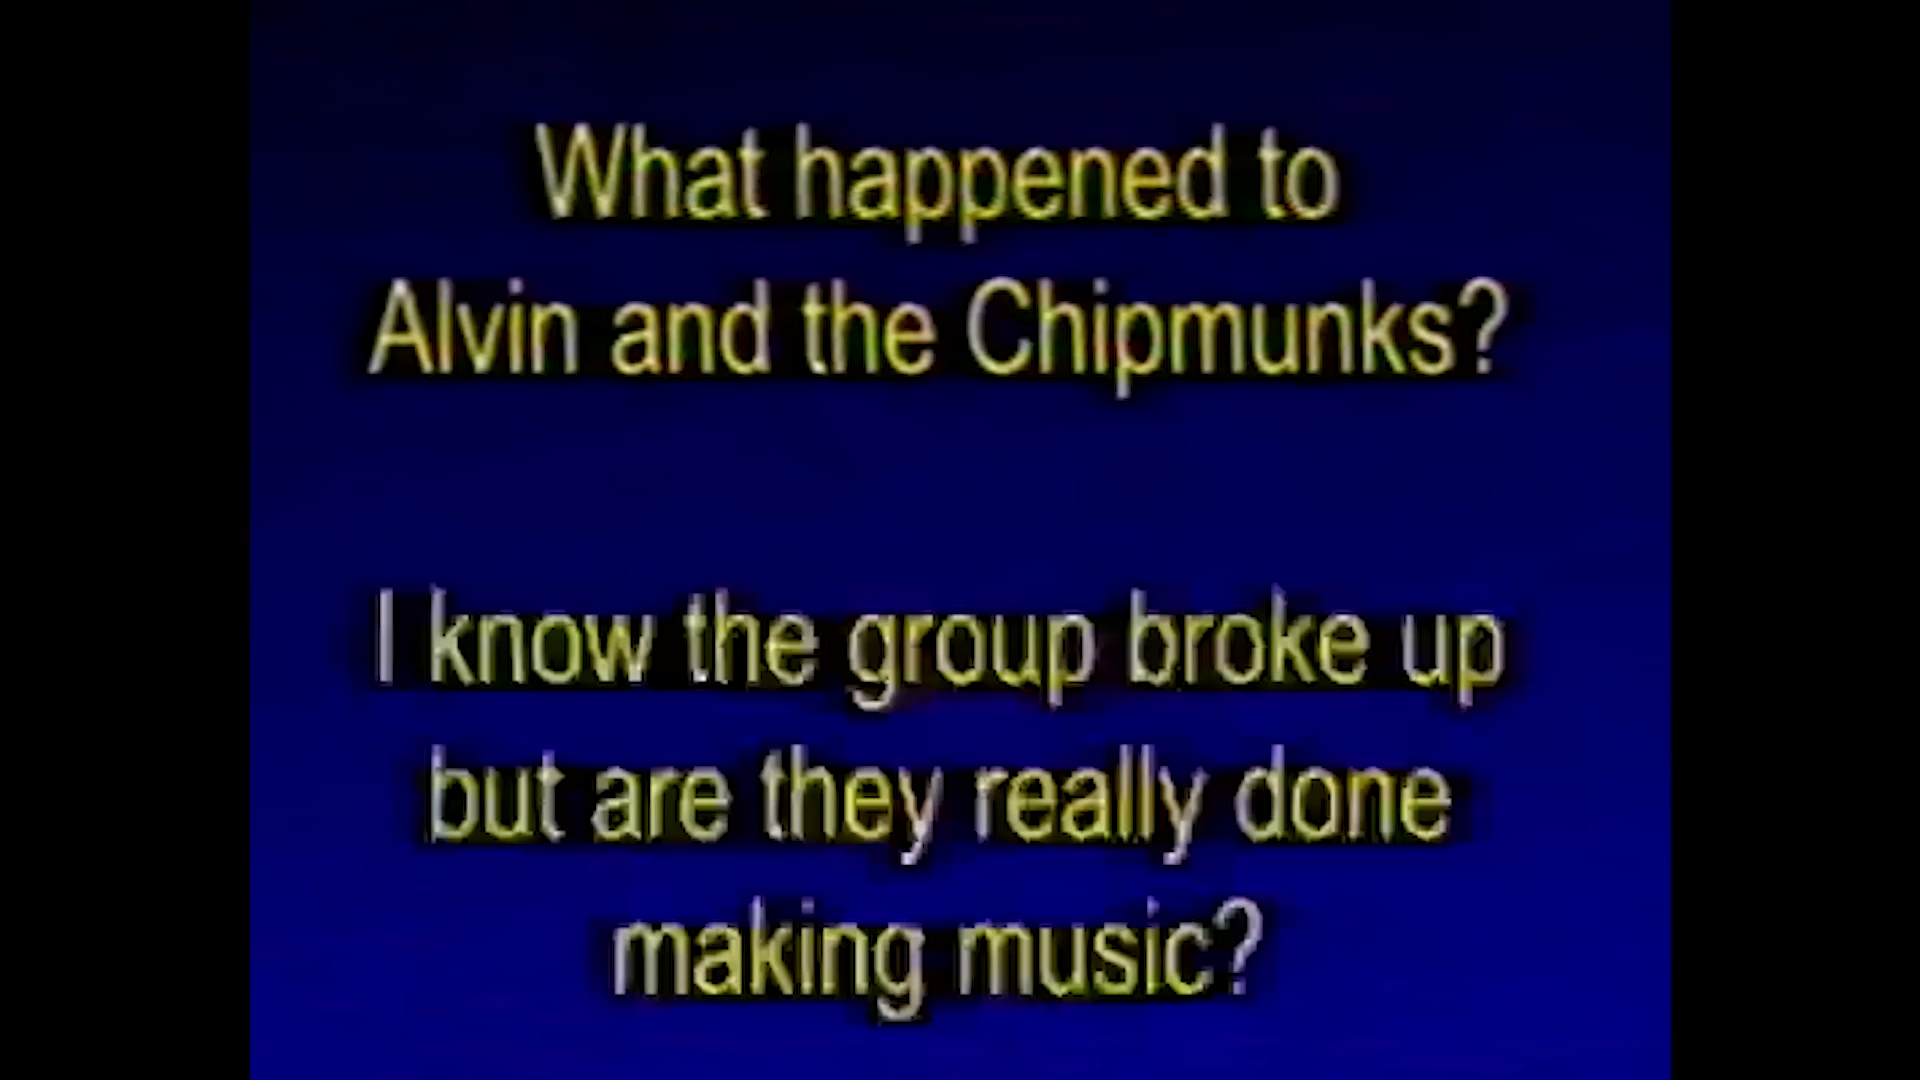 What happened to
Alvin and the Chipmunks?
I know the group broke up
but are they really done
making music?